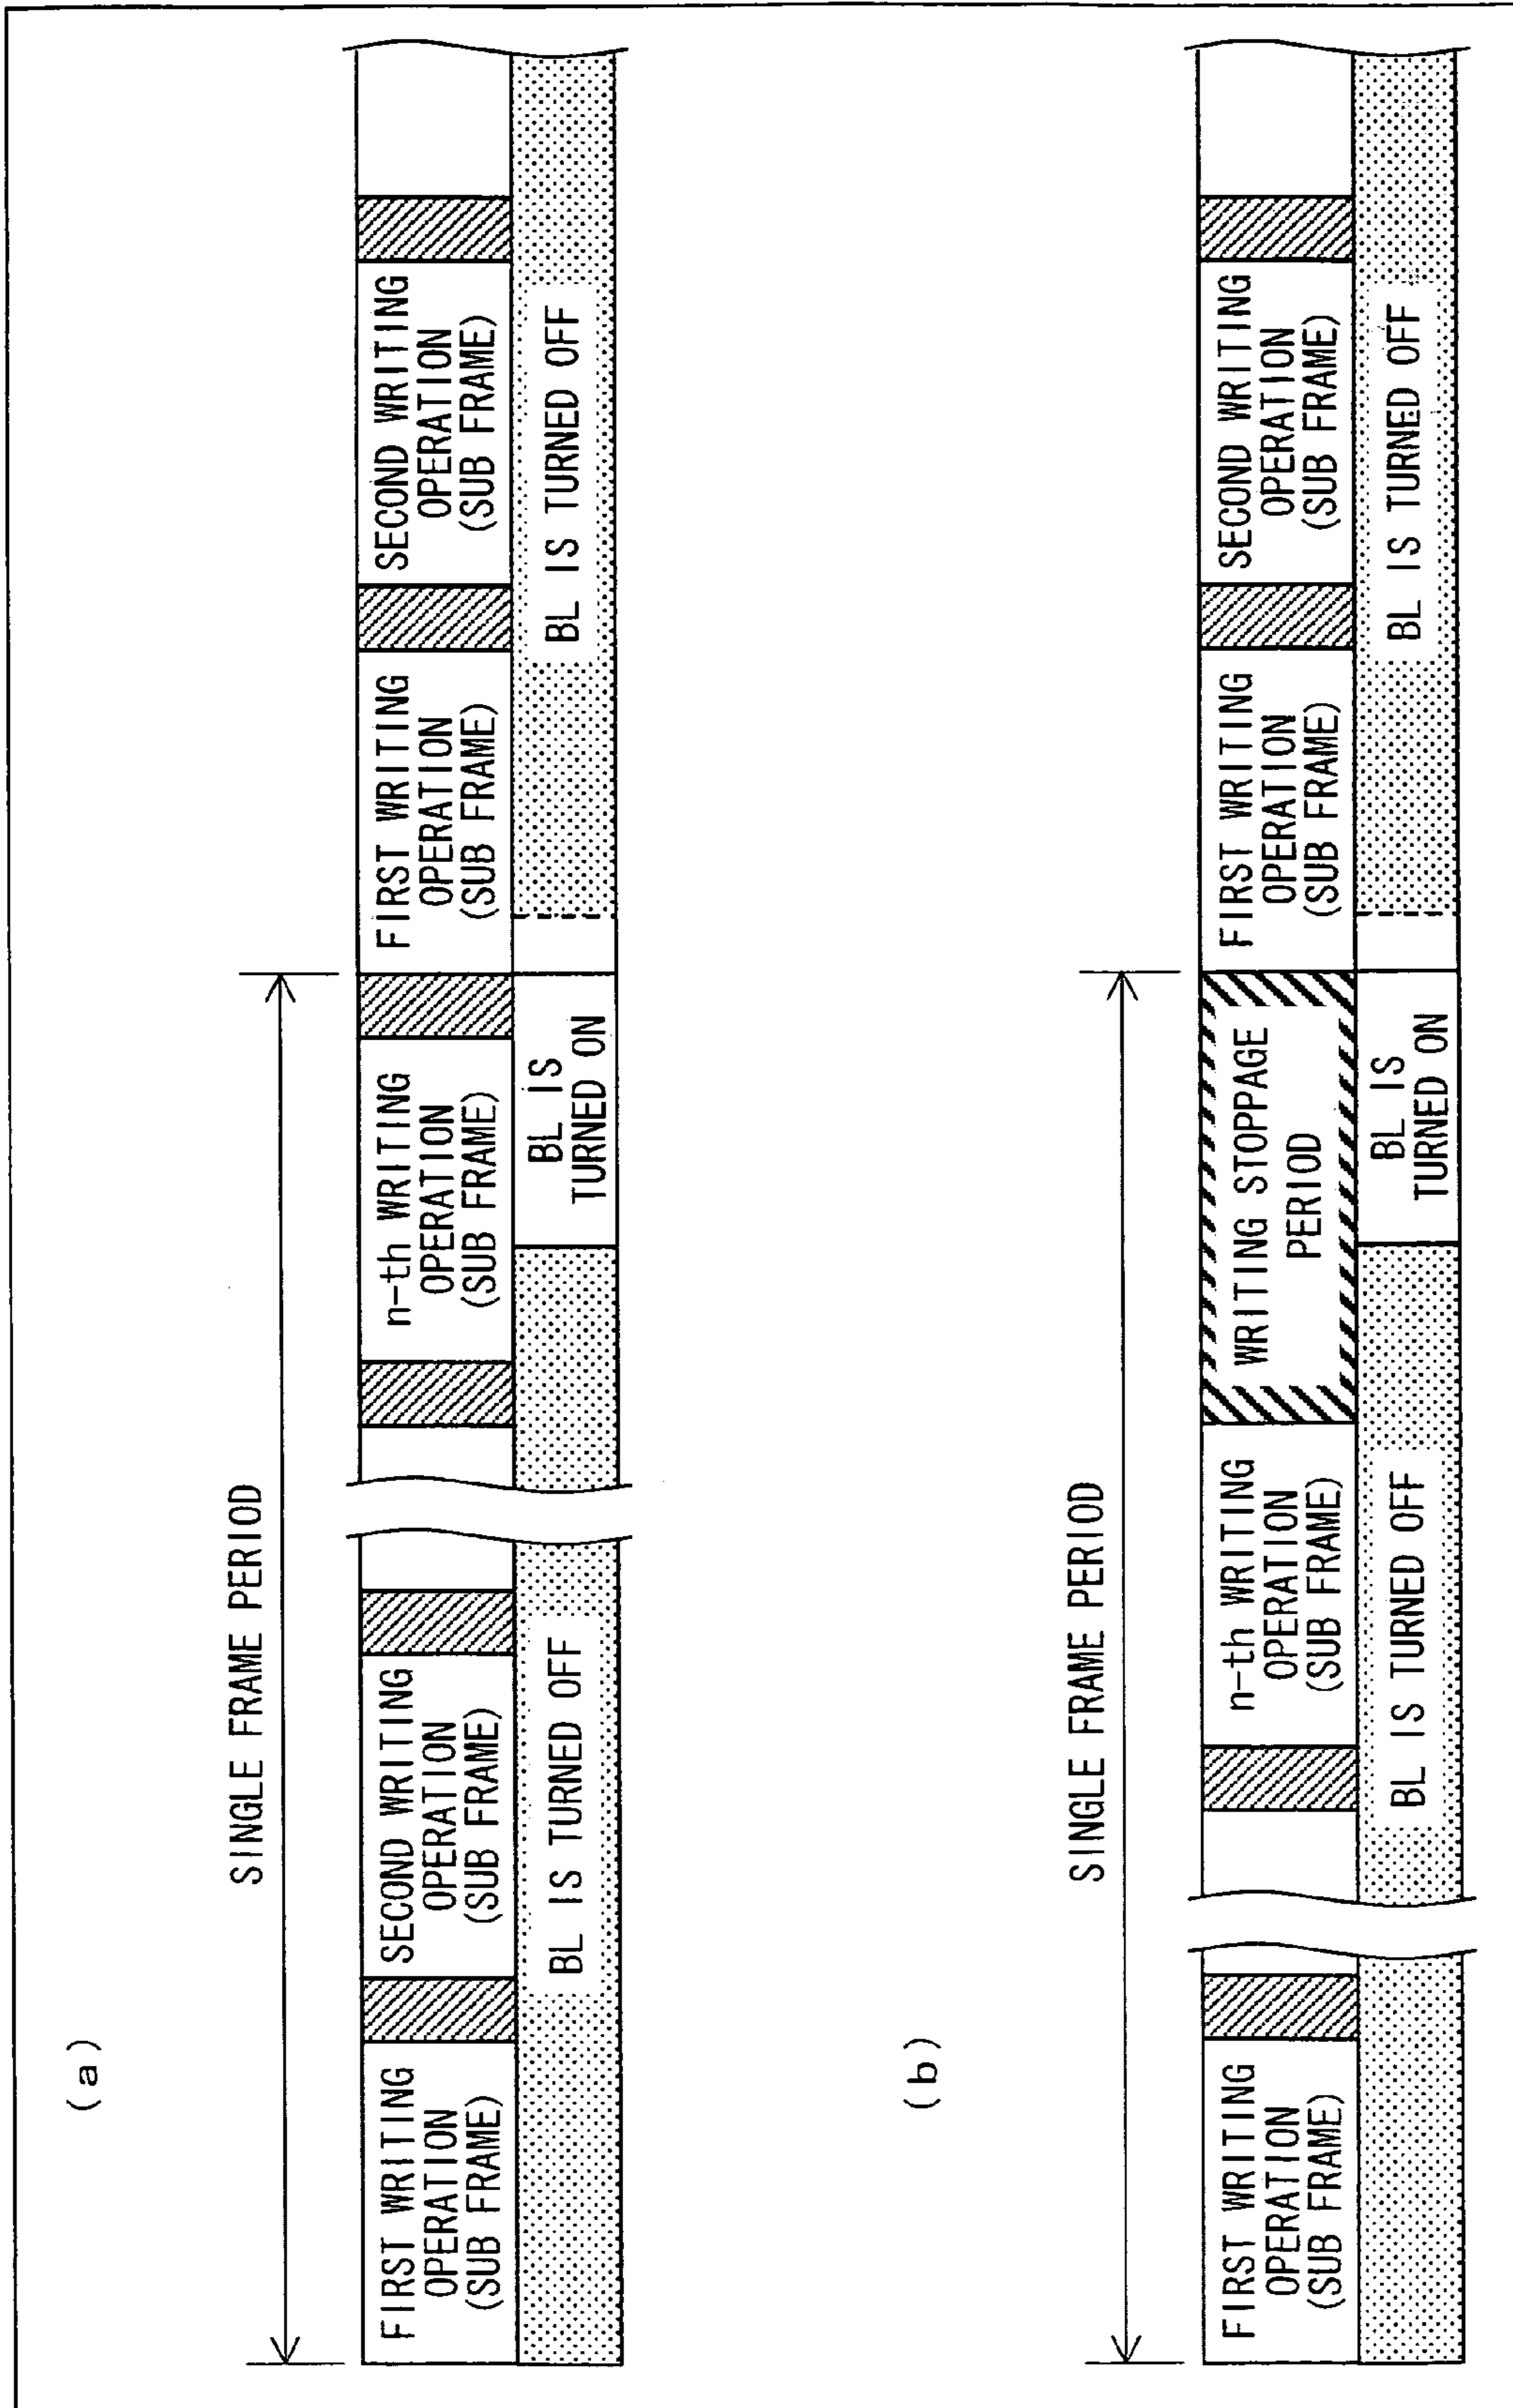 (a)
SINGLE FRAME PERIOD
FIRST WRITING
OPERATION
(SUB FRAME)
SECOND WRITING
OPERATION
(SUB FRAME)
n-th WRITING
OPERATION
(SUB FRAME)
FIRST WRITING
OPERATION
(SUB FRAME)
SECOND WRITING
OPERATION
(SUB FRAME)
BL IS TURNED OFF
BL IS
TURNED ON
BL IS TURNED OFF
(b)
SINGLE FRAME PERIOD
FIRST WRITING
OPERATION
(SUB FRAME)
n-th WRITING
OPERATION
(SUB FRAME)
WRITING STOPPAGE
PERIOD
FIRST WRITING
OPERATION
(SUB FRAME)
SECOND WRITING
OPERATION
(SUB FRAME)
BL IS TURNED OFF
BL IS
TURNED ON
BL IS TURNED OFF